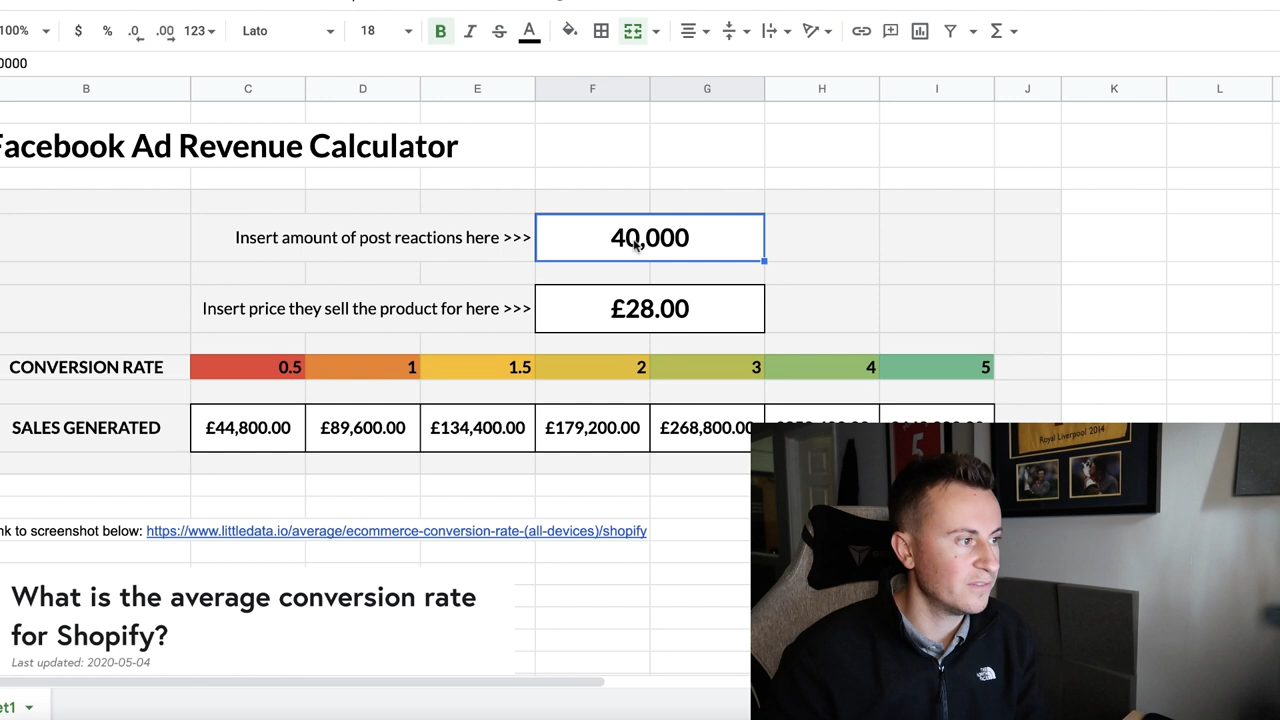 100% $ % .0 .00 123 Lato 18 B I S A Σ
0000
B C D E F G H I J K L
Facebook Ad Revenue Calculator
Insert amount of post reactions here >>> 40,000
Insert price they sell the product for here >>> £28.00
CONVERSION RATE 0.5 1 1.5 2 3 4 5
SALES GENERATED £44,800.00 £89,600.00 £134,400.00 £179,200.00 £268,800.00
nk to screenshot below: https://www.littledata.io/average/ecommerce-conversion-rate-(all-devices)/shopify
What is the average conversion rate
for Shopify?
Last updated: 2020-05-04
et1
Royal Liverpool 2014
5
THE NORTH FACE